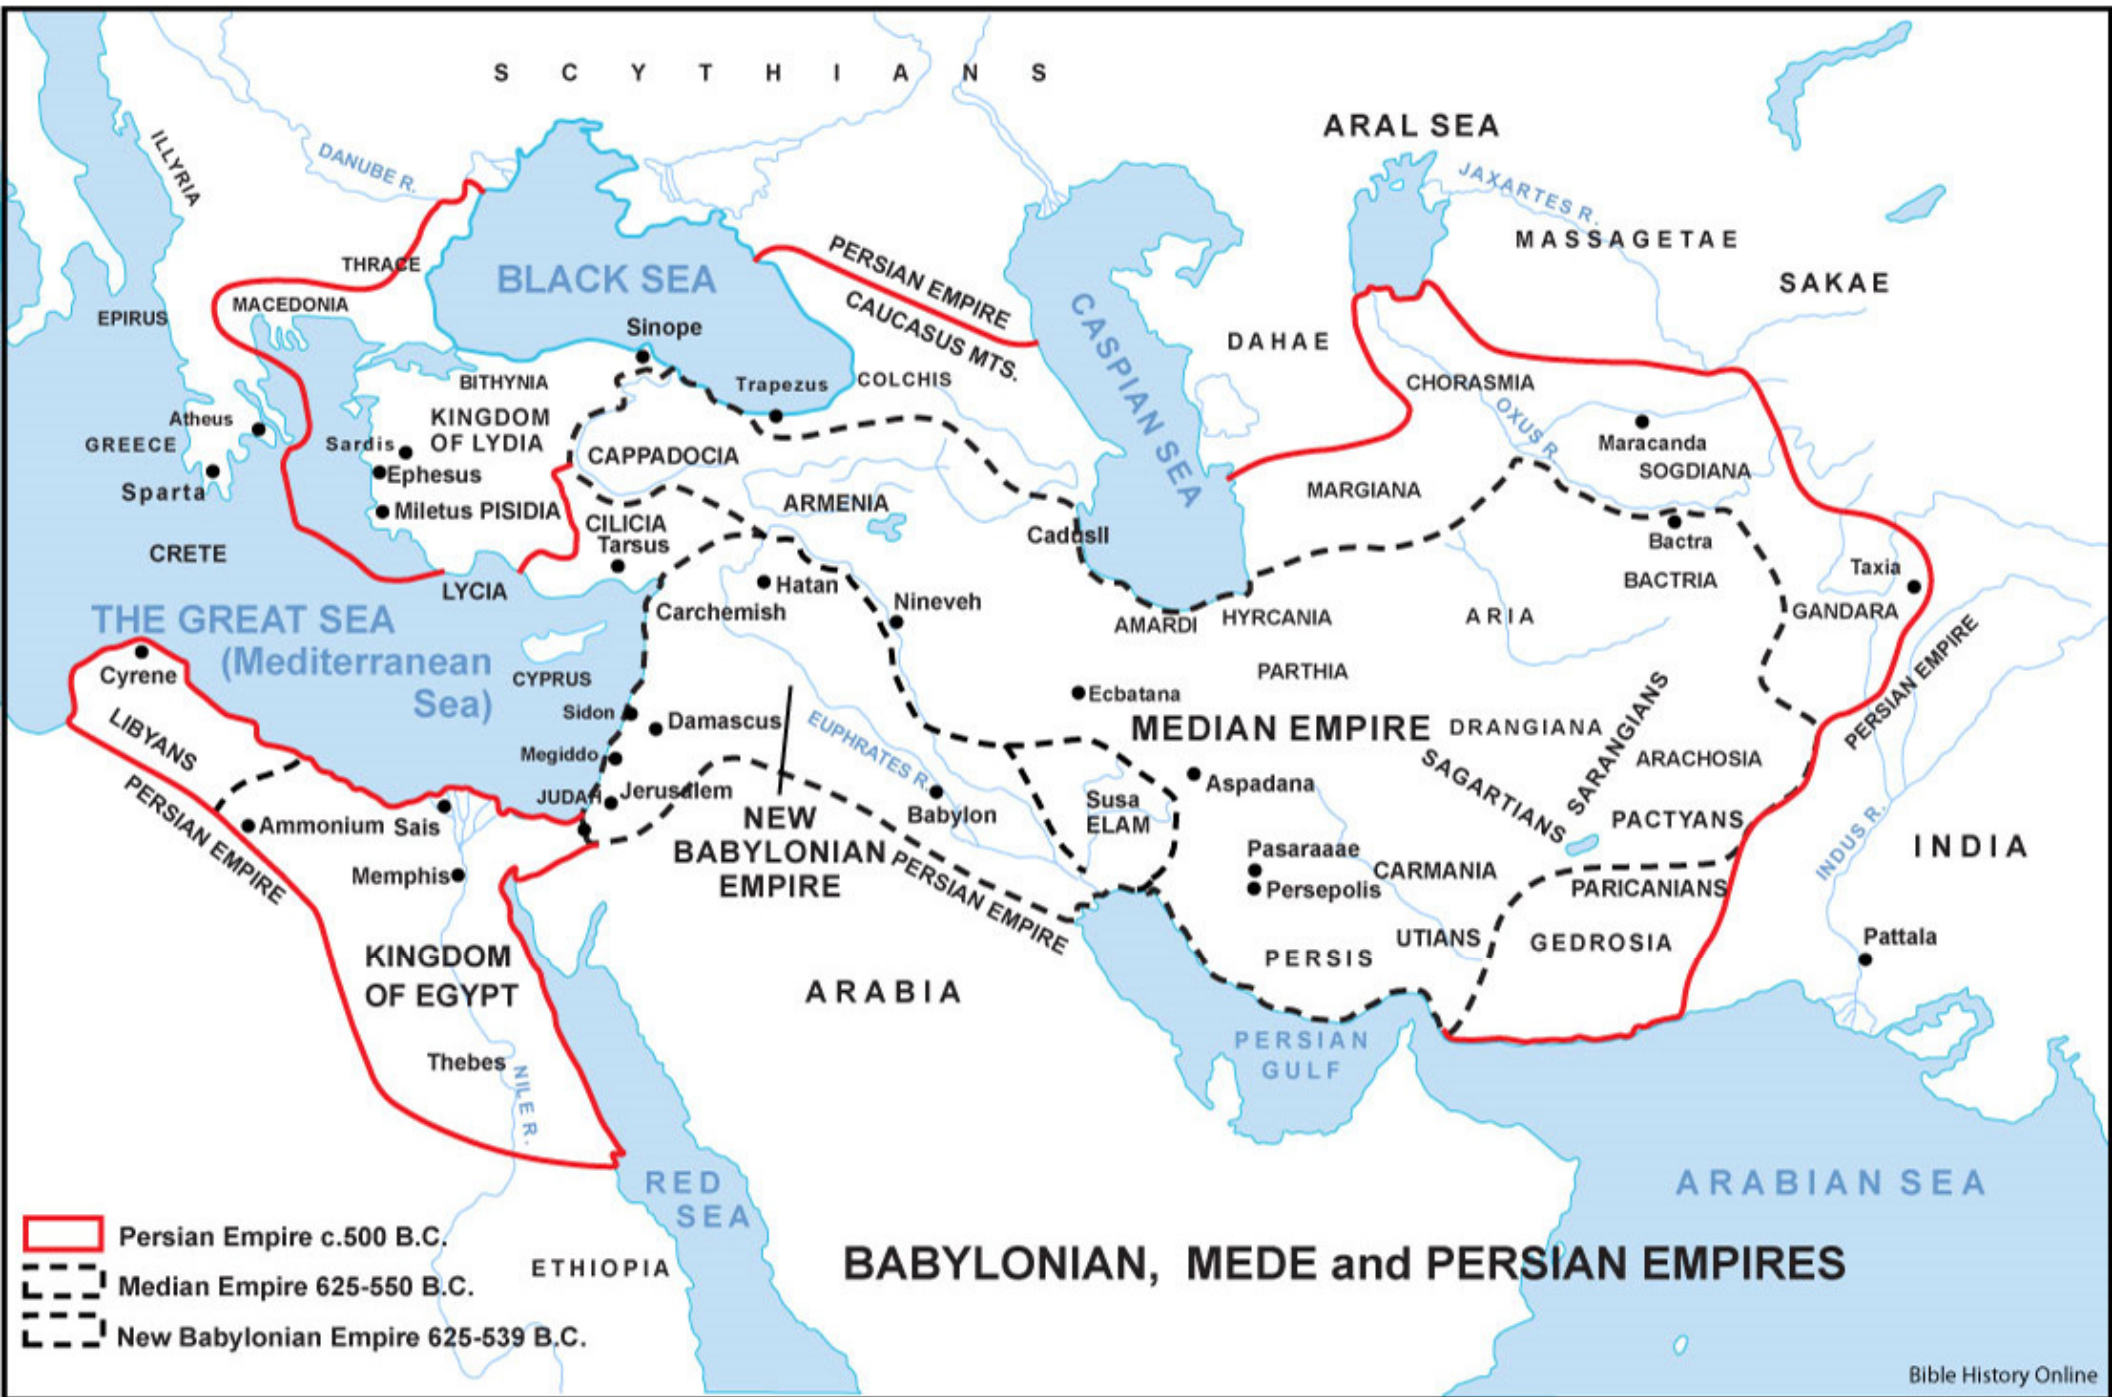 S C Y T H I A N S
ILLYRIA
DANUBE R.
ARAL SEA
JAXARTES R.
MASSAGETAE
SAKAE
THRACE
BLACK SEA
PERSIAN EMPIRE
CAUCASUS MTS.
CASPIAN SEA
DAHAE
MACEDONIA
EPIRUS
Sinope
BITHYNIA
Trapezus
COLCHIS
CHORASMIA
OXUS R
KINGDOM
OF LYDIA
Atheus
GREECE
Sardis
Ephesus
Sparta
Miletus PISIDIA
CAPPADOCIA
ARMENIA
Maracanda
SOGDIANA
MARGIANA
CILICIA
Tarsus
Cadusll
Bactra
BACTRIA
Taxia
GANDARA
CRETE
LYCIA
Hatan
Carchemish
Nineveh
AMARDI
HYRCANIA
ARIA
THE GREAT SEA
(Mediterranean
Sea)
Cyrene
CYPRUS
PARTHIA
PERSIAN EMPIRE
Ecbatana
Sidon
Damascus
EUPHRATES R.
MEDIAN EMPIRE
DRANGIANA
SARANGIANS
ARACHOSIA
LIBYANS
Megiddo
SAGARTIANS
Aspadana
JUDAH
Jerusalem
Babylon
Susa
ELAM
PACTYANS
PERSIAN EMPIRE
Ammonium
Sais
NEW
BABYLONIAN
EMPIRE
PERSIAN EMPIRE
Pasaraaae
Persepolis
CARMANIA
PARICANIANS
INDUS R.
INDIA
Memphis
KINGDOM
OF EGYPT
ARABIA
PERSIS
UTIANS
GEDROSIA
Pattala
Thebes
NILE R.
PERSIAN
GULF
RED
SEA
ARABIAN SEA
ETHIOPIA
BABYLONIAN, MEDE and PERSIAN EMPIRES
Persian Empire c.500 B.C.
Median Empire 625-550 B.C.
New Babylonian Empire 625-539 B.C.
Bible History Online